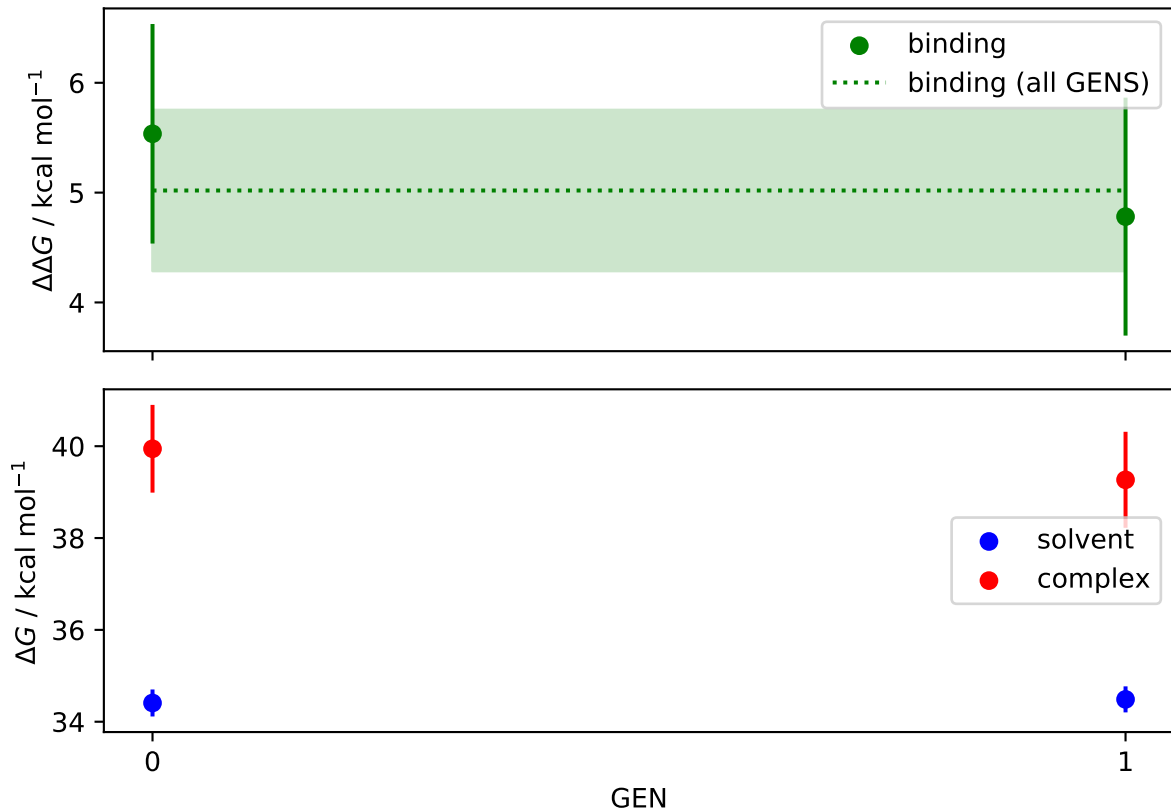 binding
binding (all GENS)
6
5
4
ΔΔG / kcal mol⁻¹
40
38
36
34
ΔG / kcal mol⁻¹
solvent
complex
0
1
GEN